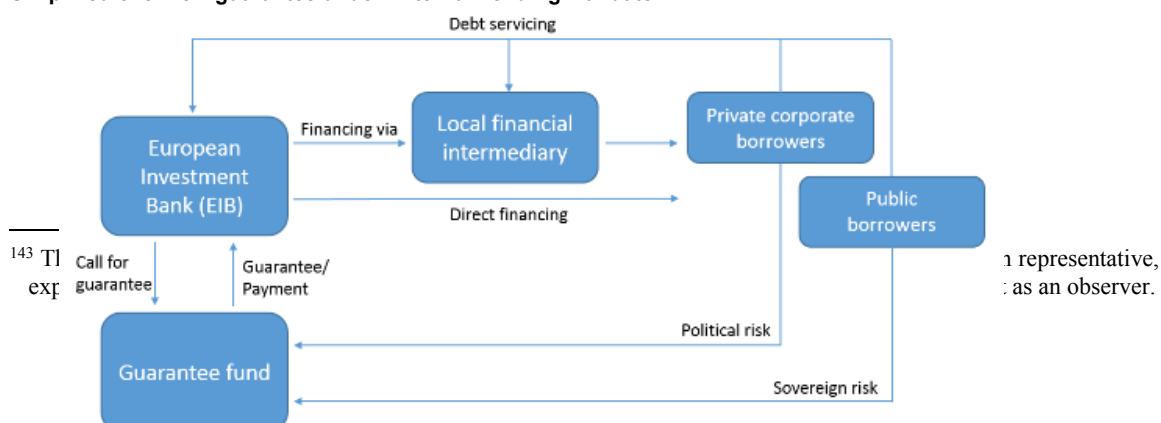 Debt servicing
Local financial
intermediary
Private corporate
borrowers
Financing via
European
Investment
Bank (EIB)
Public
borrowers
Direct financing
143
representative,
Call for
guarantee
Guarantee/
Payment
as an observer.
Political risk
Guarantee fund
Sovereign risk